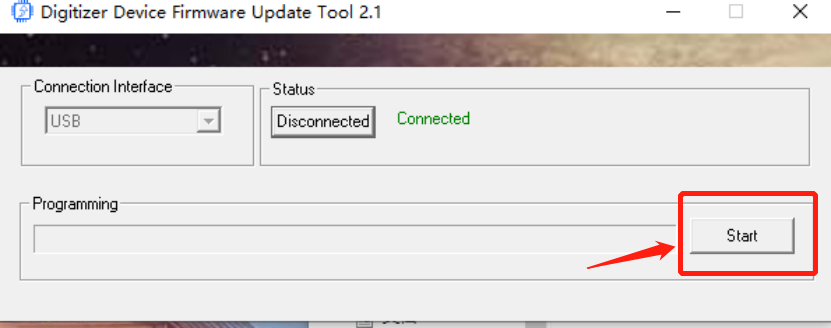 Digitizer Device Firmware Update Tool 2.1
Connection Interface
USB
Status
Disconnected
Connected
Programming
Start